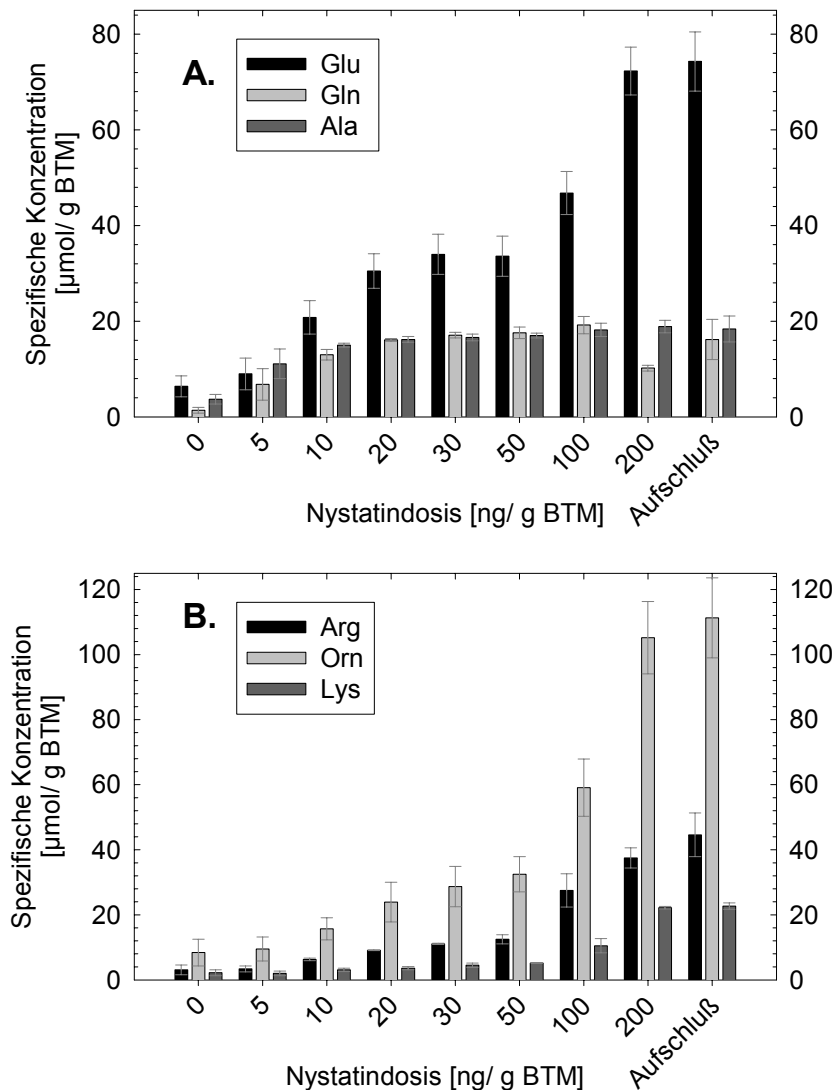 A.
Glu
Gln
Ala
Spezifische Konzentration
[µmol/ g BTM]
80
60
40
20
0
80
60
40
20
0
0
5
10
20
30
50
100
200
Aufschluß
Nystatindosis [ng/ g BTM]
B.
Arg
Orn
Lys
Spezifische Konzentration
[µmol/ g BTM]
120
100
80
60
40
20
0
120
100
80
60
40
20
0
0
5
10
20
30
50
100
200
Aufschluß
Nystatindosis [ng/ g BTM]